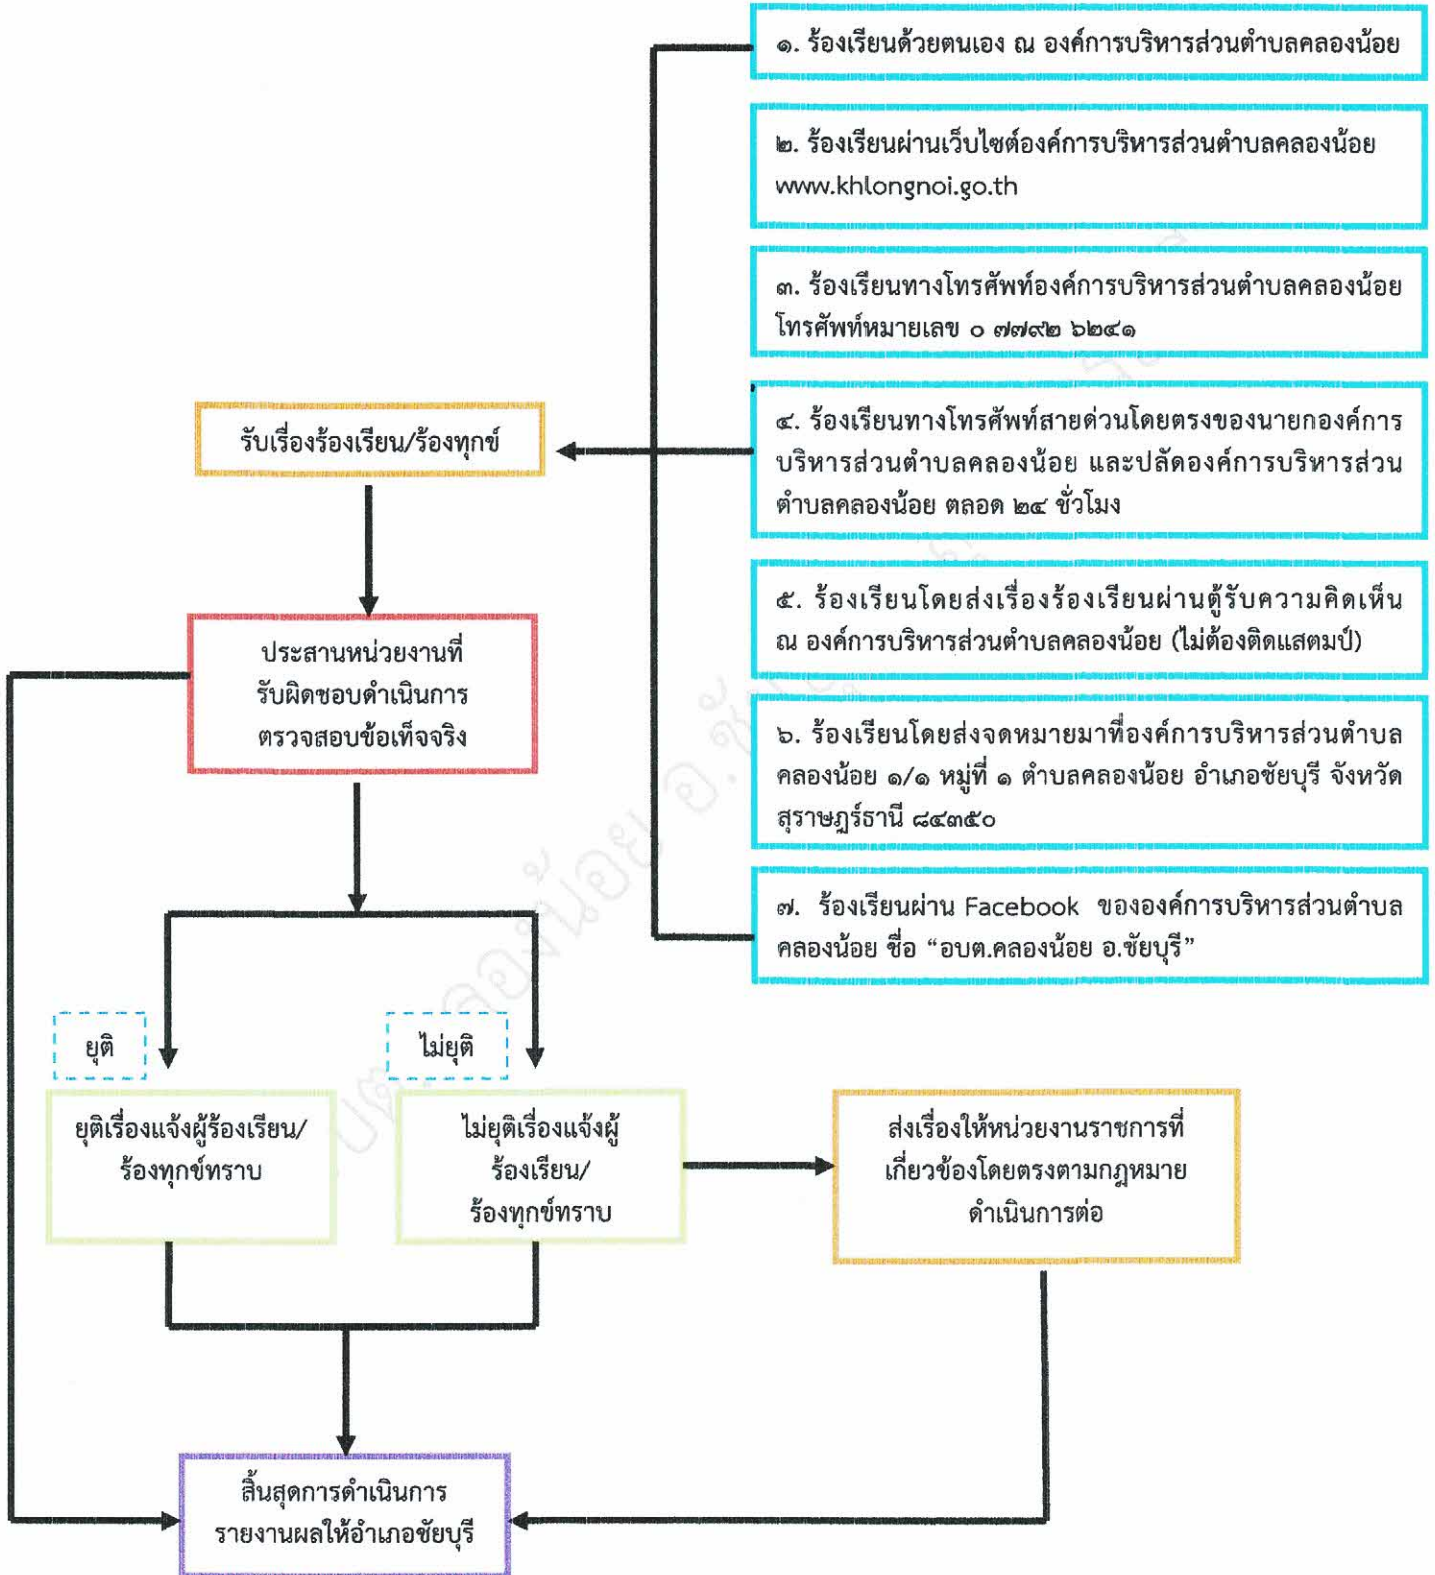 ๑. ร้องเรียนด้วยตนเอง ณ องค์การบริหารส่วนตำบลคลองน้อย
๒. ร้องเรียนผ่านเว็บไซต์องค์การบริหารส่วนตำบลคลองน้อย
www.khlongnoi.go.th
๓. ร้องเรียนทางโทรศัพท์องค์การบริหารส่วนตำบลคลองน้อย
โทรศัพท์หมายเลข ๐ ๗๗๙๒ ๖๒๔๑
๔. ร้องเรียนทางโทรศัพท์สายด่วนโดยตรงของนายกองค์การ
บริหารส่วนตำบลคลองน้อย และปลัดองค์การบริหารส่วน
ตำบลคลองน้อย ตลอด ๒๔ ชั่วโมง
๕. ร้องเรียนโดยส่งเรื่องร้องเรียนผ่านตู้รับความคิดเห็น
ณ องค์การบริหารส่วนตำบลคลองน้อย (ไม่ต้องติดแสตมป์)
๖. ร้องเรียนโดยส่งจดหมายมาที่องค์การบริหารส่วนตำบล
คลองน้อย ๑/๑ หมู่ที่ ๑ ตำบลคลองน้อย อำเภอชัยบุรี จังหวัด
สุราษฎร์ธานี ๘๔๓๕๐
๗. ร้องเรียนผ่าน Facebook ขององค์การบริหารส่วนตำบล
คลองน้อย ชื่อ “อบต.คลองน้อย อ.ชัยบุรี”
รับเรื่องร้องเรียน/ร้องทุกข์
ประสานหน่วยงานที่
รับผิดชอบดำเนินการ
ตรวจสอบข้อเท็จจริง
ยุติ
ไม่ยุติ
ยุติเรื่องแจ้งผู้ร้องเรียน/
ร้องทุกข์ทราบ
ไม่ยุติเรื่องแจ้งผู้
ร้องเรียน/
ร้องทุกข์ทราบ
ส่งเรื่องให้หน่วยงานราชการที่
เกี่ยวข้องโดยตรงตามกฎหมาย
ดำเนินการต่อ
สิ้นสุดการดำเนินการ
รายงานผลให้อำเภอชัยบุรี